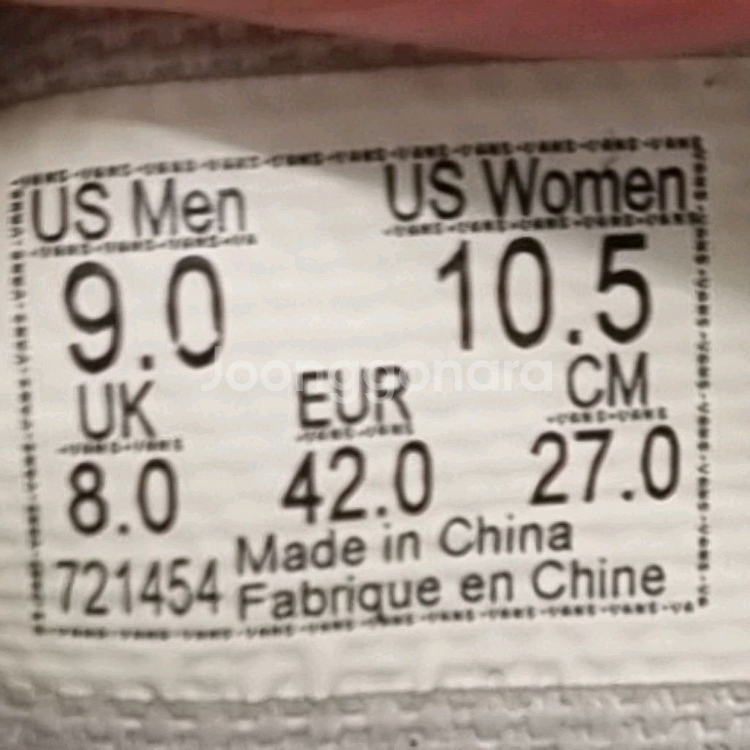 US Men US Women
9.0 10.5
Joonggonara
UK EUR CM
8.0 42.0 27.0
721454 Made in China
Fabrique en Chine